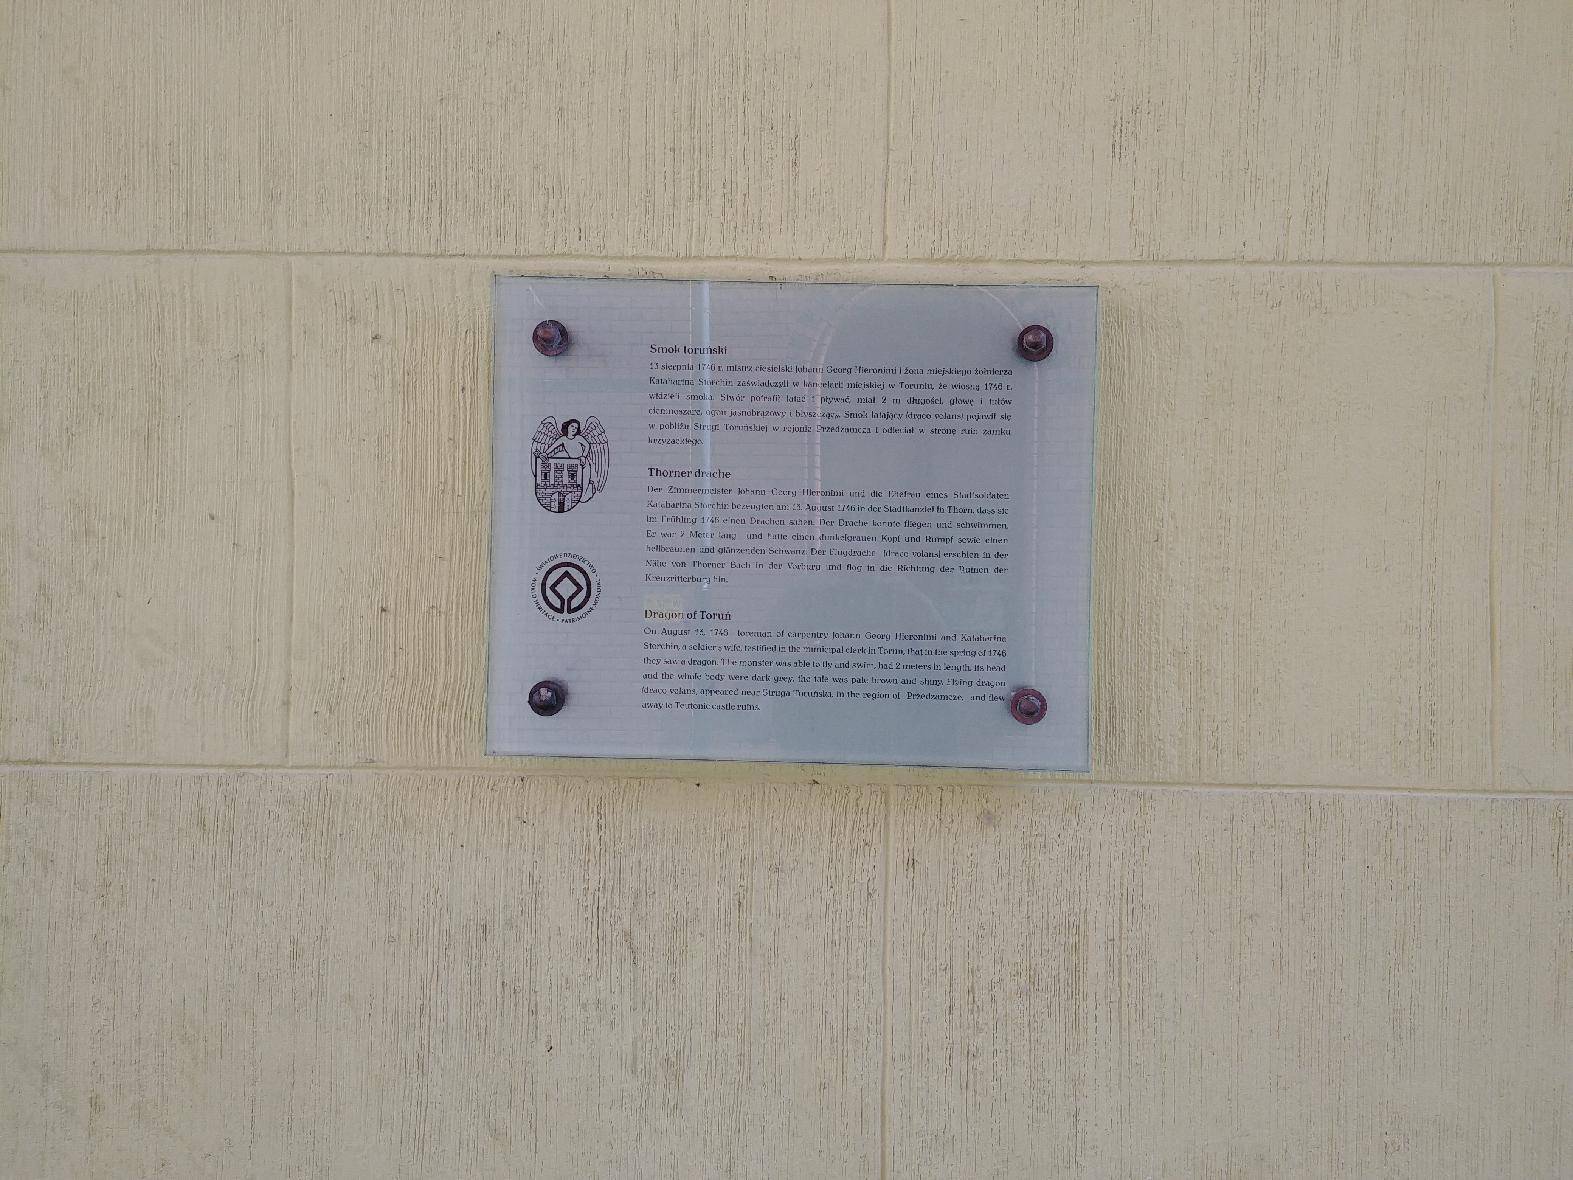 Smok toruński
13 sierpnia 1746 r. mistrz ciesielski Johann Georg Hieronimi i żona miejskiego żołnierza
Katharina Storchin zaświadczyli w kancelarii miejskiej w Toruniu, że wiosną 1746 r.
widzieli smoka. Stwór potrafił latać i pływać, miał 2 m długości, głowę i tułów
ciemnoszare, ogon jasnobrązowy i błyszczący. Smok latający (draco volans) pojawił się
w pobliżu Strugi Toruńskiej w rejonie Przedzamcza i odleciał w stronę ruin zamku
krzyżackiego.
Thorner drache
Der Zimmermeister Johann Georg Hieronimi und die Ehefrau eines Stadtsoldaten
Katharina Storchin bezeugten am 13. August 1746 in der Stadtkanzlei in Thorn, dass sie
im Frühling 1746 einen Drachen sahen. Der Drache konnte fliegen und schwimmen.
Er war 2 Meter lang und hatte einen dunkelgrauen Kopf und Rumpf sowie einen
hellbraunen und glänzenden Schwanz. Der Flugdrache (draco volans) erschien in der
Nähe von Thorner Bach in der Vorburg und flog in die Richtung der Ruinen der
Kreuzritterburg hin.
Dragon of Toruń
On August 13, 1746 foreman of carpentry Johann Georg Hieronimi and Kataharina
Storchin, a soldier's wife, testified in the municipal clerk in Torun, that in the spring of 1746
they saw a dragon. The monster was able to fly and swim, had 2 meters in length, its head
and the whole body were dark grey, the tale was pale brown and shiny. Flying dragon
(draco volans) appeared near Struga Toruńska, in the region of Przedzamcze, and flew
away to Teutonic castle ruins.